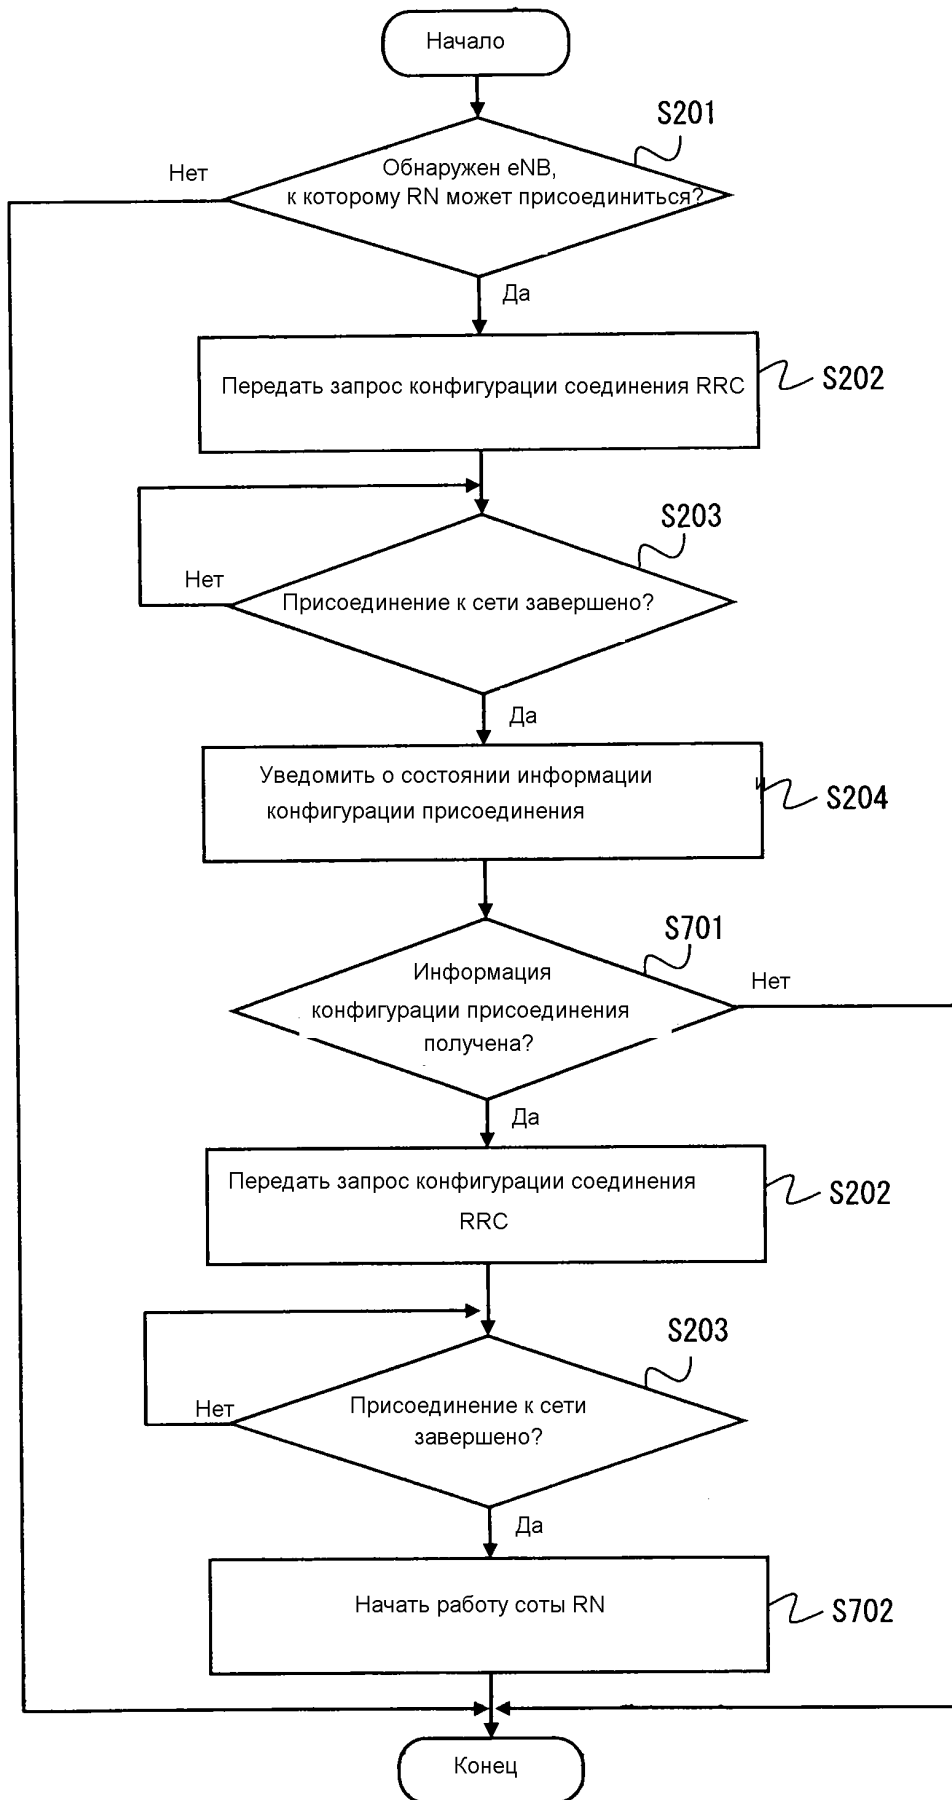 Начало
S201
Нет
Обнаружен eNB,
к которому RN может присоединиться?
Да
Передать запрос конфигурации соединения RRC
S202
S203
Нет
Присоединение к сети завершено?
Да
Уведомить о состоянии информации
конфигурации присоединения
S204
S701
Информация
конфигурации присоединения
получена?
Нет
Да
Передать запрос конфигурации соединения
RRC
S202
S203
Нет
Присоединение к сети
завершено?
Да
Начать работу соты RN
S702
Конец